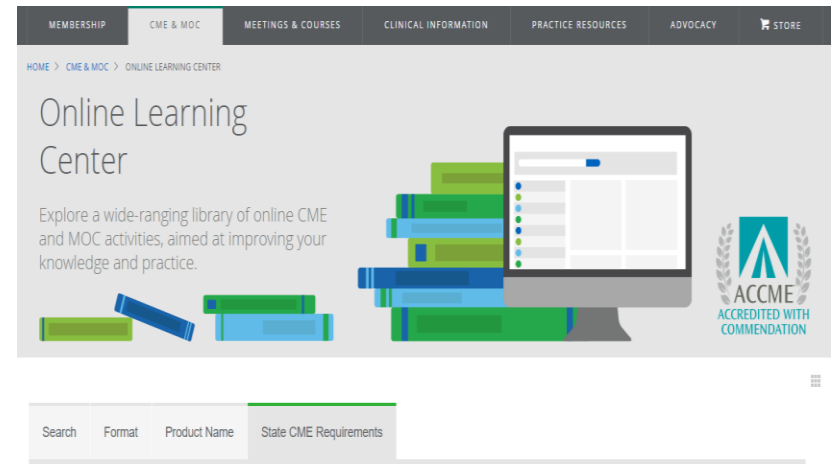 MEMBERSHIP CME & MOC MEETINGS & COURSES CLINICAL INFORMATION PRACTICE RESOURCES ADVOCACY STORE
HOME > CME & MOC > ONLINE LEARNING CENTER
Online Learning
Center
Explore a wide-ranging library of online CME
and MOC activities, aimed at improving your
knowledge and practice.
ACCME
ACCREDITED WITH
COMMENDATION
Search Format Product Name State CME Requirements